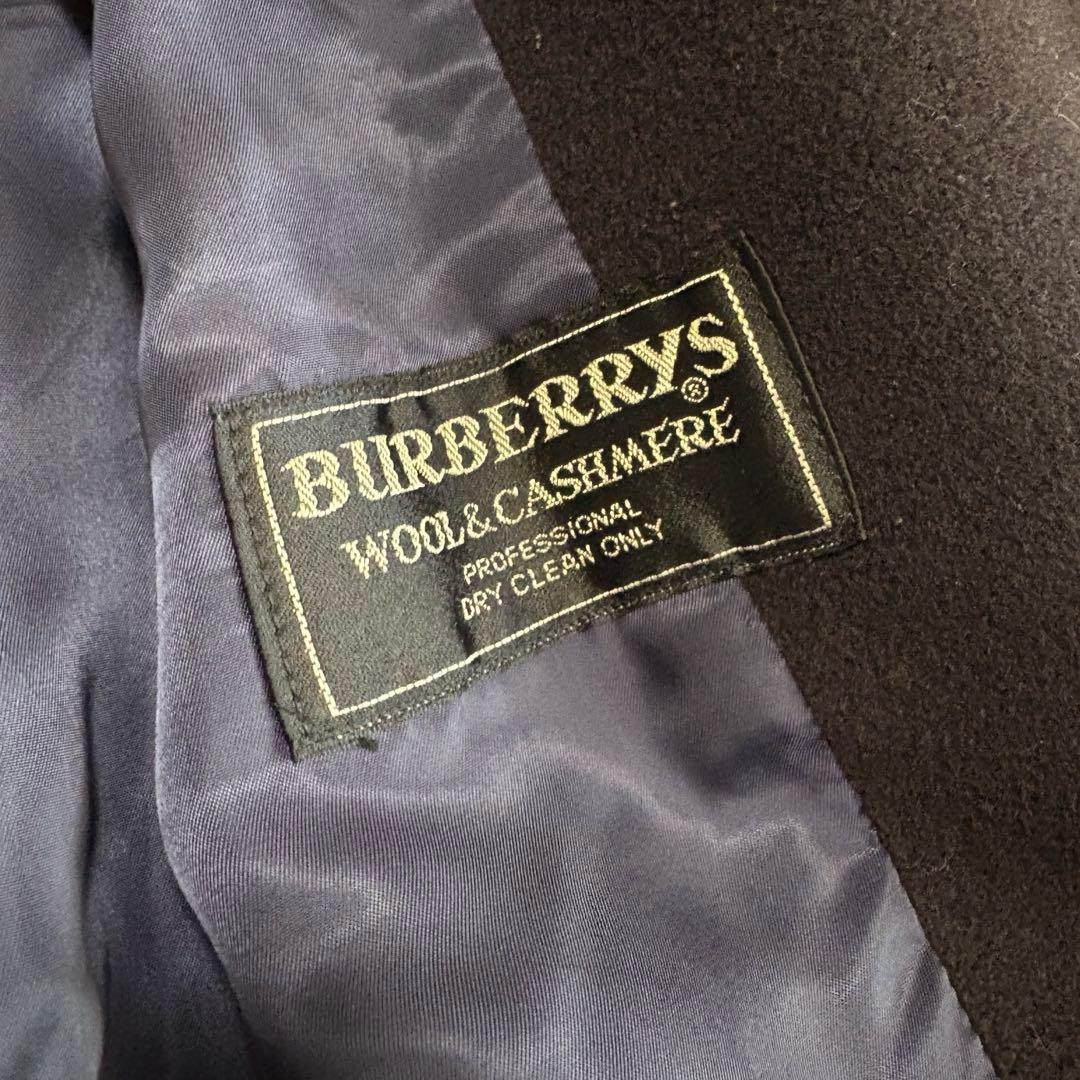 BURBERRYS®
WOOL & CASHMERE
PROFESSIONAL
DRY CLEAN ONLY